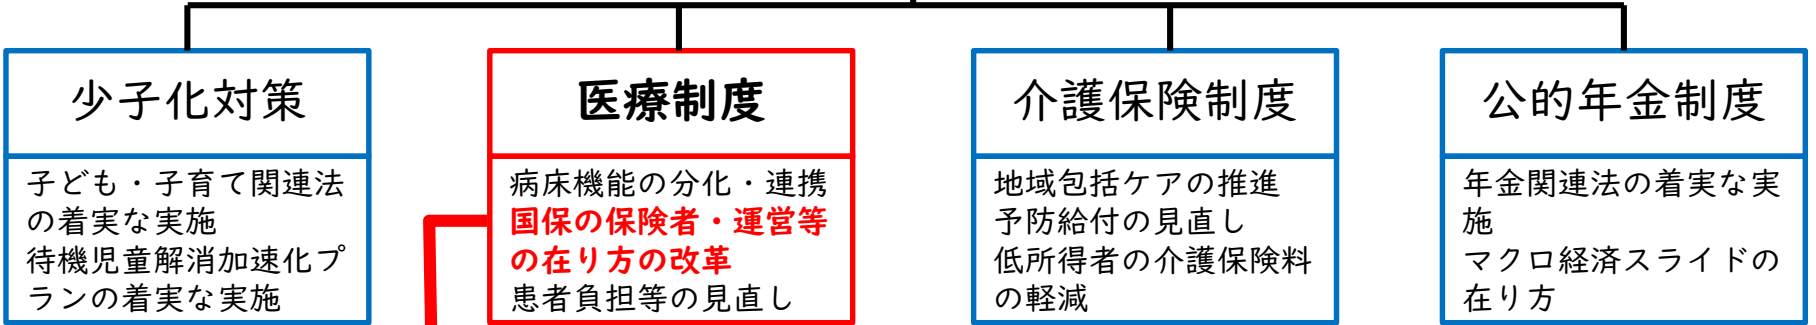 少子化対策
子ども・子育て関連法
の着実な実施
待機児童解消加速化プ
ランの着実な実施
医療制度
病床機能の分化・連携
国保の保険者・運営等
の在り方の改革
患者負担等の見直し
介護保険制度
地域包括ケアの推進
予防給付の見直し
低所得者の介護保険料
の軽減
公的年金制度
年金関連法の着実な実
施
マクロ経済スライドの
在り方